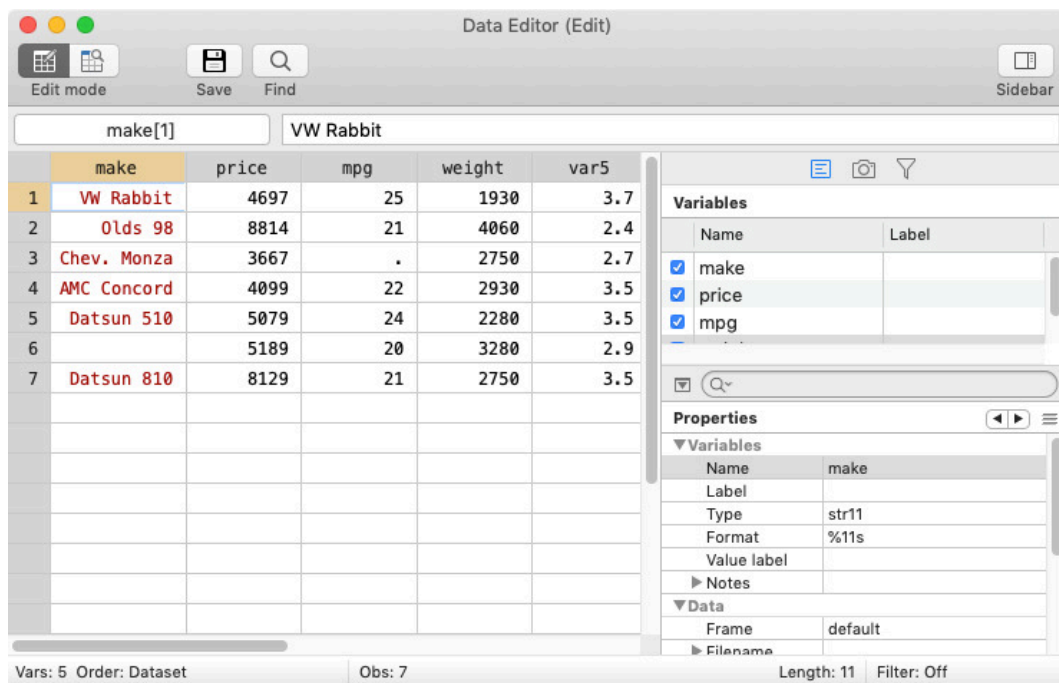 Data Editor (Edit)
Edit mode Save Find Sidebar
make[1] VW Rabbit
make price mpg weight var5
1 VW Rabbit 4697 25 1930 3.7
2 Olds 98 8814 21 4060 2.4
3 Chev. Monza 3667 . 2750 2.7
4 AMC Concord 4099 22 2930 3.5
5 Datsun 510 5079 24 2280 3.5
6 5189 20 3280 2.9
7 Datsun 810 8129 21 2750 3.5
Variables
Name Label
make
price
mpg
Properties
Variables
Name make
Label
Type str11
Format %11s
Value label
Notes
Data
Frame default
Filename
Vars: 5 Order: Dataset Obs: 7 Length: 11 Filter: Off